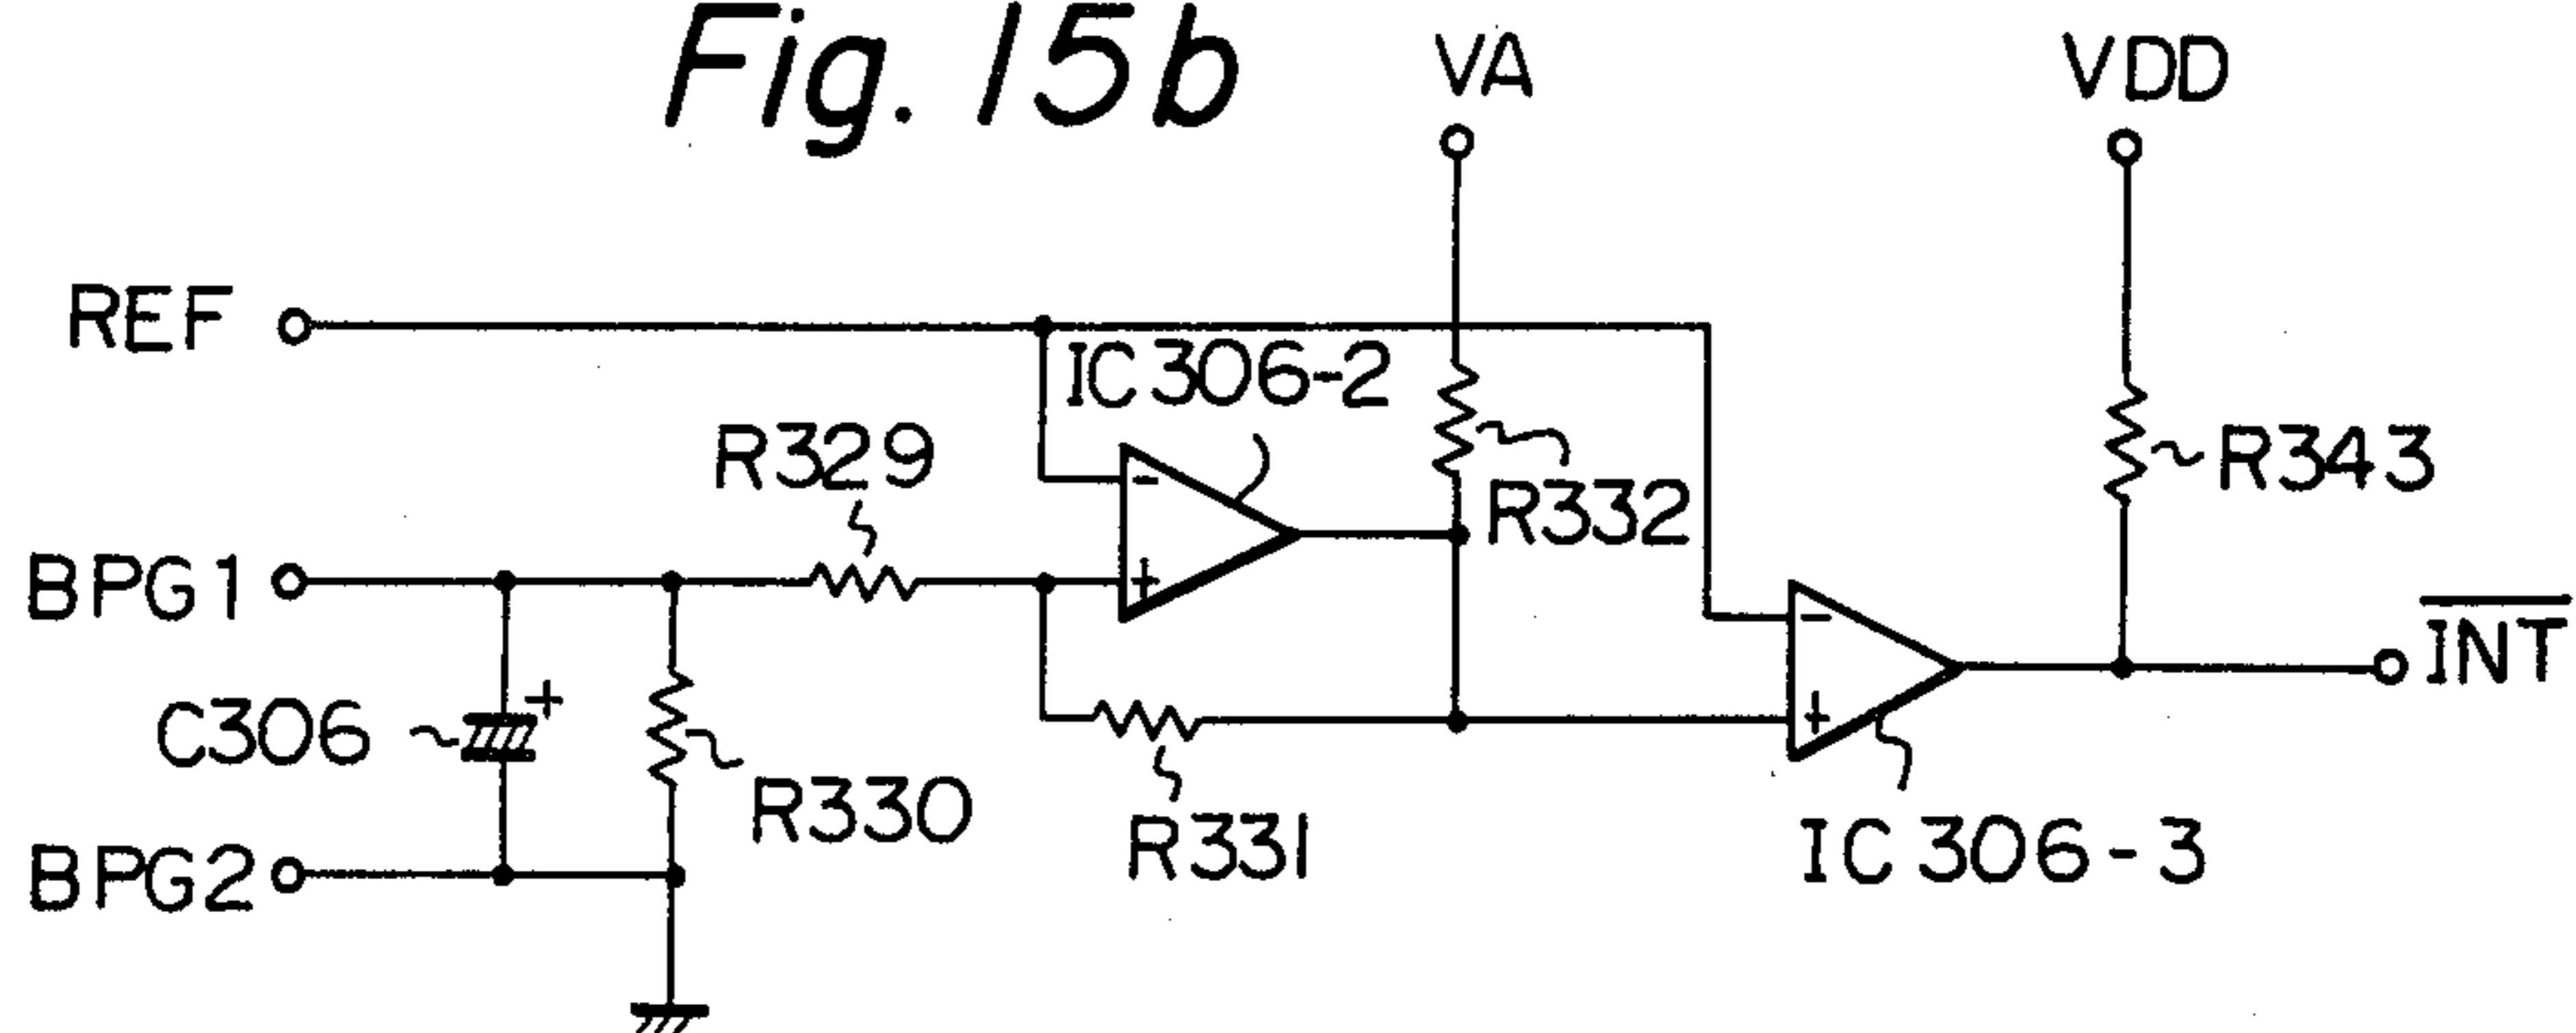 Fig. 15b
VA
VDD
REF
IC306-2
R329
R332
R343
BPG1
INT
C306
R330
R331
IC306-3
BPG2